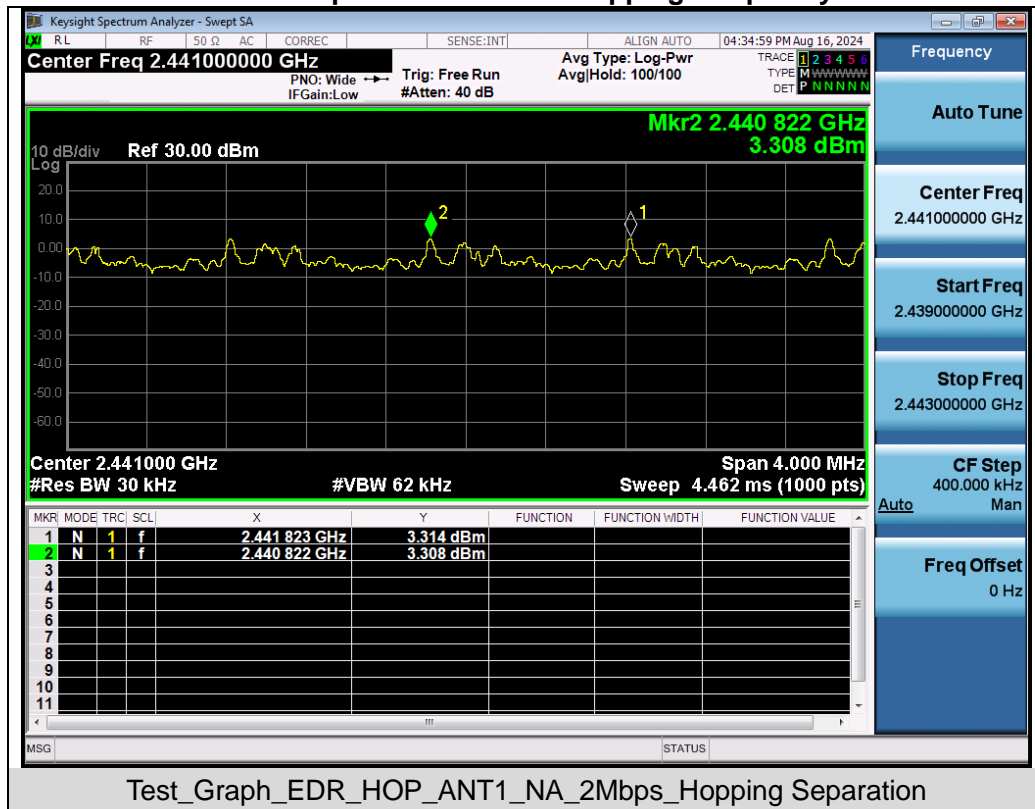 Keysight Spectrum Analyzer - Swept SA
LXI RL RF 50 Ω AC CORREC SENSE:INT ALIGN AUTO 04:34:59 PM Aug 16, 2024
Center Freq 2.441000000 GHz
PNO: Wide
IFGain:Low
Trig: Free Run
#Atten: 40 dB
Avg Type: Log-Pwr
Avg|Hold: 100/100
TRACE 1 2 3 4 5 6
TYPE M WWWWW
DET P N N N N N
Mkr2 2.440 822 GHz
3.308 dBm
10 dB/div Ref 30.00 dBm
Log
20.0
10.0
0.00
-10.0
-20.0
-30.0
-40.0
-50.0
-60.0
2
1
Center 2.441000 GHz Span 4.000 MHz
#Res BW 30 kHz #VBW 62 kHz Sweep 4.462 ms (1000 pts)
MKR MODE TRC SCL X Y FUNCTION FUNCTION WIDTH FUNCTION VALUE
1 N 1 f 2.441 823 GHz 3.314 dBm
2 N 1 f 2.440 822 GHz 3.308 dBm
3
4
5
6
7
8
9
10
11
MSG STATUS
Frequency
Auto Tune
Center Freq
2.441000000 GHz
Start Freq
2.439000000 GHz
Stop Freq
2.443000000 GHz
CF Step
400.000 kHz
Auto Man
Freq Offset
0 Hz
Test_Graph_EDR_HOP_ANT1_NA_2Mbps_Hopping Separation